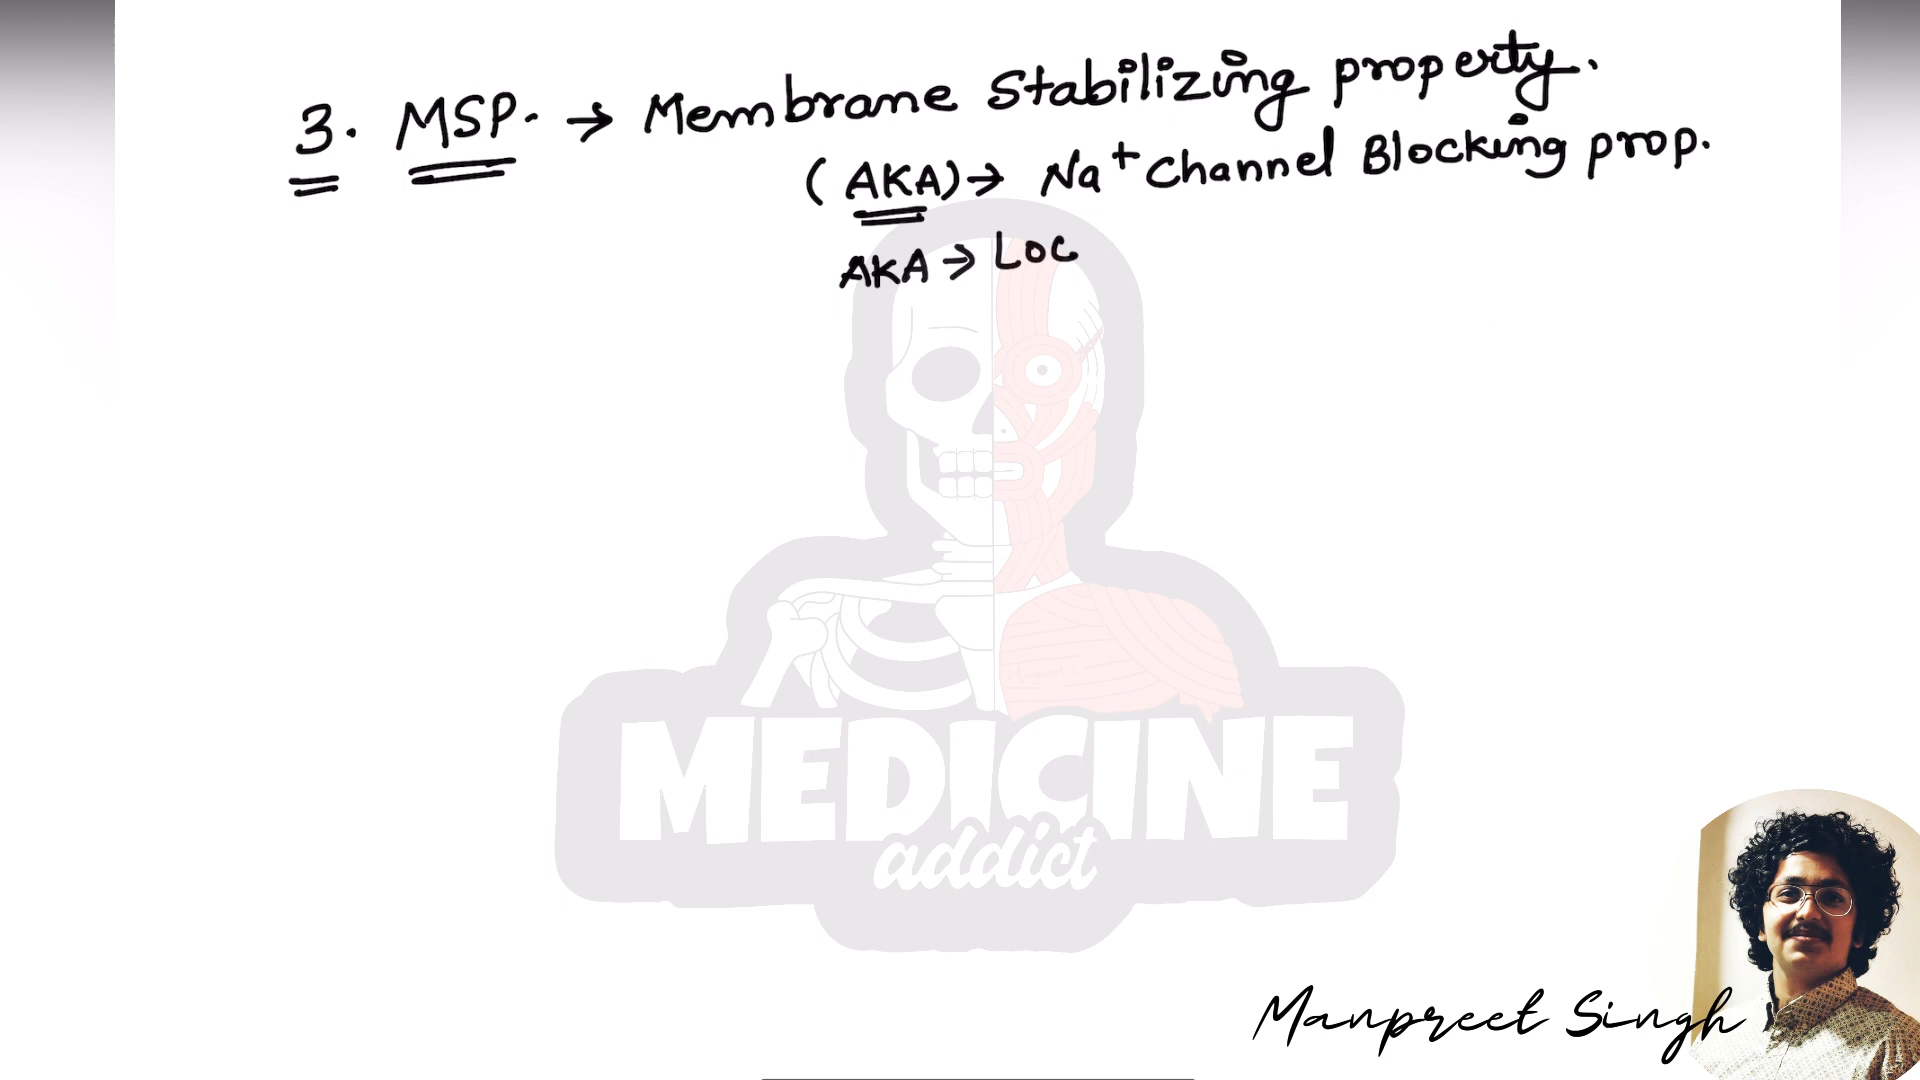 3. MSP. → Membrane Stabilizing property.
(AKA) → Na⁺ Channel Blocking prop.
AKA → Loc
MEDICINE
addict
Manpreet Singh